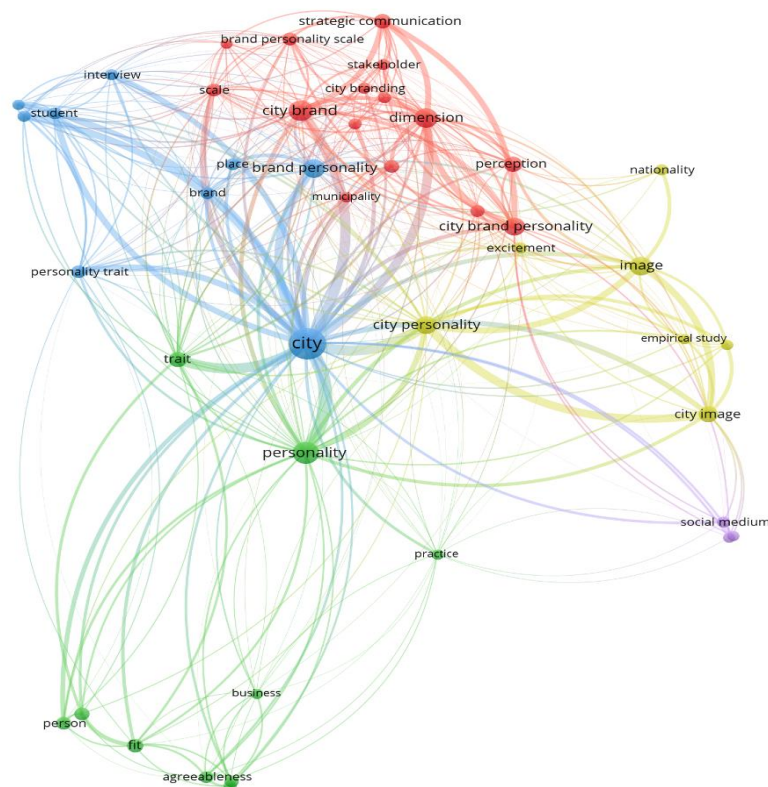 strategic communication
brand personality scale
stakeholder
interview
scale
city branding
city brand
student
dimension
place
brand personality
perception
nationality
brand
municipality
city brand personality
excitement
image
personality trait
city personality
empirical study
city
trait
city image
personality
social medium
practice
business
person
fit
agreeableness